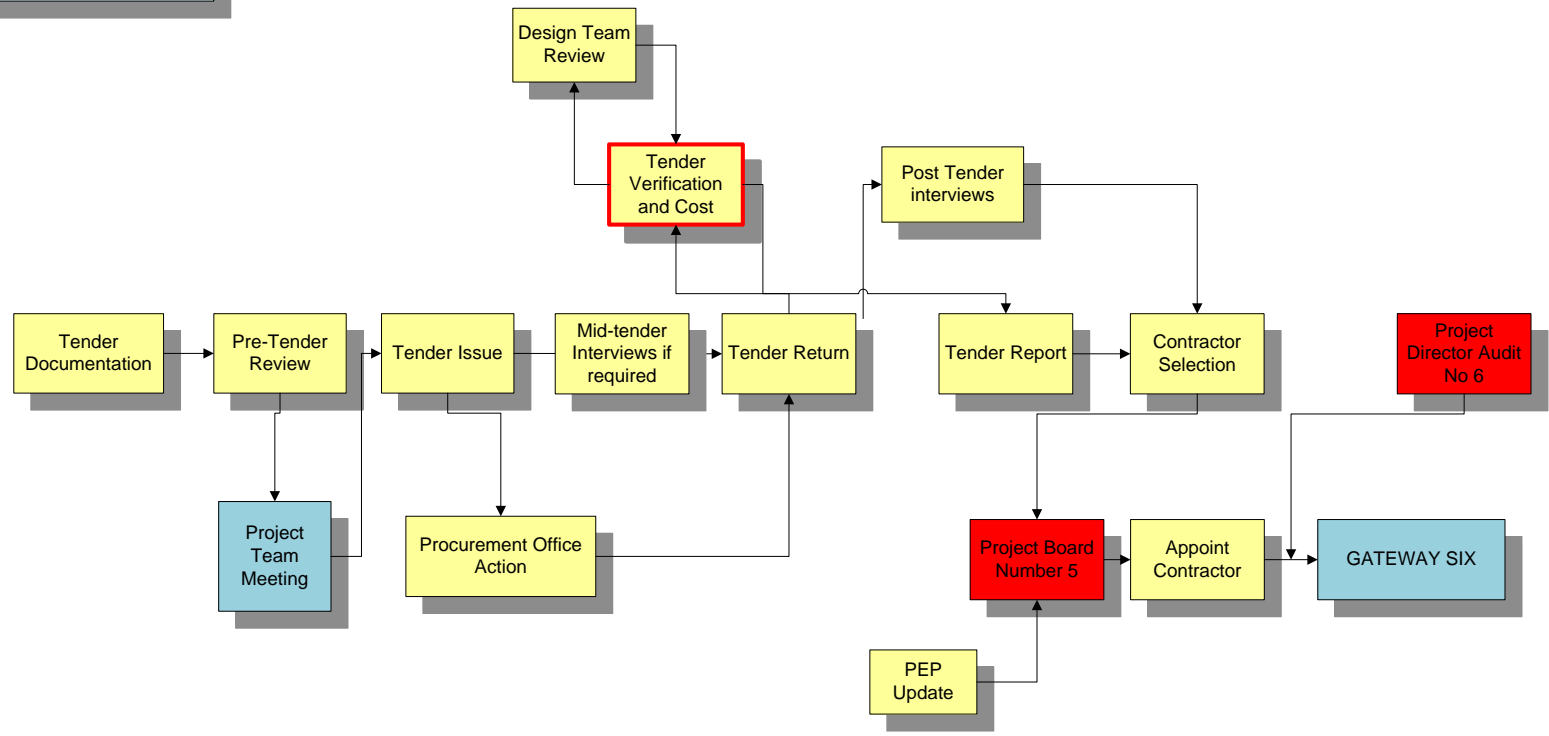 Design Team
Review
Tender
Verification
and Cost
Post Tender
interviews
Tender
Documentation
Pre-Tender
Review
Tender Issue
Mid-tender
Interviews if
required
Tender Return
Tender Report
Contractor
Selection
Project
Director Audit
No 6
Project
Team
Meeting
Procurement Office
Action
Project Board
Number 5
Appoint
Contractor
GATEWAY SIX
PEP
Update